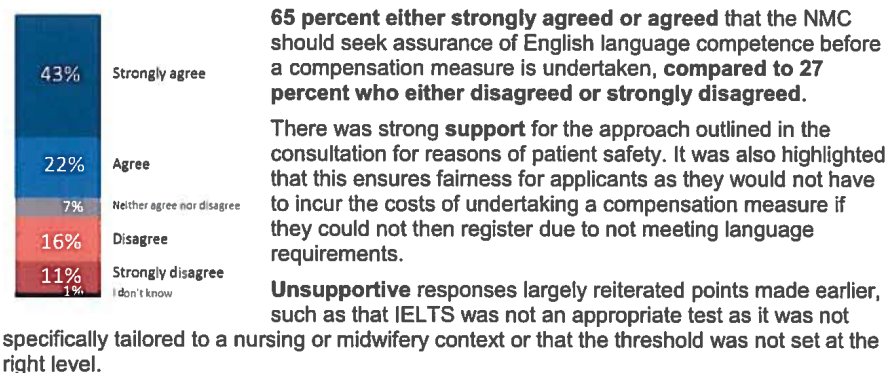 43% Strongly agree
22% Agree
7% Neither agree nor disagree
16% Disagree
11% Strongly disagree
1% I don't know
65 percent either strongly agreed or agreed that the NMC
should seek assurance of English language competence before
a compensation measure is undertaken, compared to 27
percent who either disagreed or strongly disagreed.
There was strong support for the approach outlined in the
consultation for reasons of patient safety. It was also highlighted
that this ensures fairness for applicants as they would not have
to incur the costs of undertaking a compensation measure if
they could not then register due to not meeting language
requirements.
Unsupportive responses largely reiterated points made earlier,
such as that IELTS was not an appropriate test as it was not
specifically tailored to a nursing or midwifery context or that the threshold was not set at the
right level.